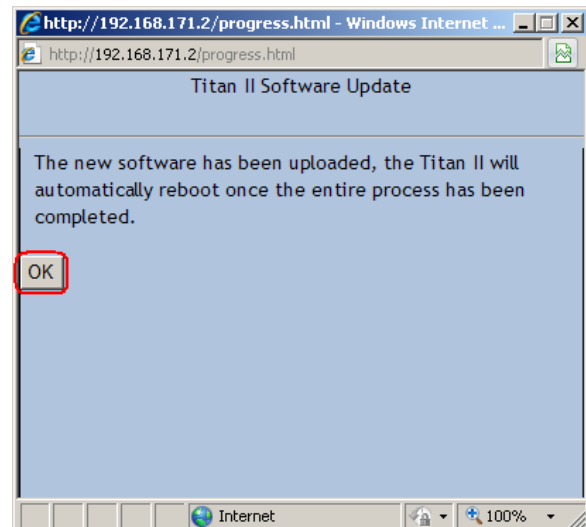 http://192.168.171.2/progress.html - Windows Internet ...
http://192.168.171.2/progress.html
Titan II Software Update
The new software has been uploaded, the Titan II will
automatically reboot once the entire process has been
completed.
OK
Internet
100%